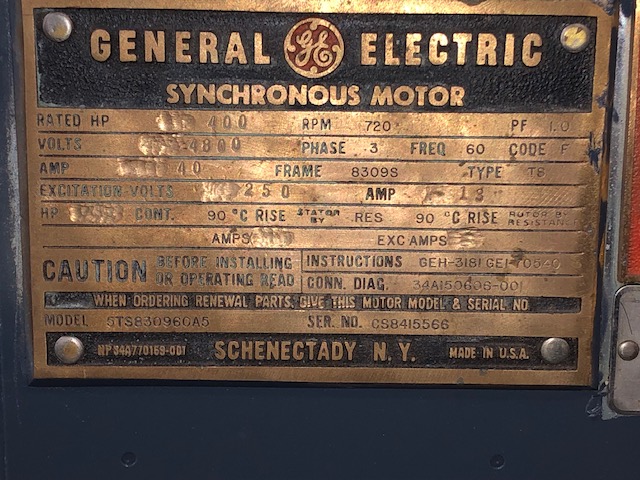 GENERAL GE ELECTRIC
SYNCHRONOUS MOTOR
RATED HP 400 RPM 720 PF 1.0
VOLTS 4800 PHASE 3 FREQ 60 CODE F
AMP 40 FRAME 8309S TYPE TS
EXCITATION-VOLTS 250 AMP 13
HP CONT. 90 °C RISE STATOR BY RES 90 °C RISE ROTOR BY RESISTANCE
AMPS EXC AMPS
CAUTION BEFORE INSTALLING OR OPERATING READ
INSTRUCTIONS GEH-3181 GEI-70540
CONN. DIAG. 34A150606-001
WHEN ORDERING RENEWAL PARTS, GIVE THIS MOTOR MODEL & SERIAL NO
MODEL 5TS830960A5 SER. NO. CS8415566
NP34A770169-001 SCHENECTADY N.Y. MADE IN U.S.A.